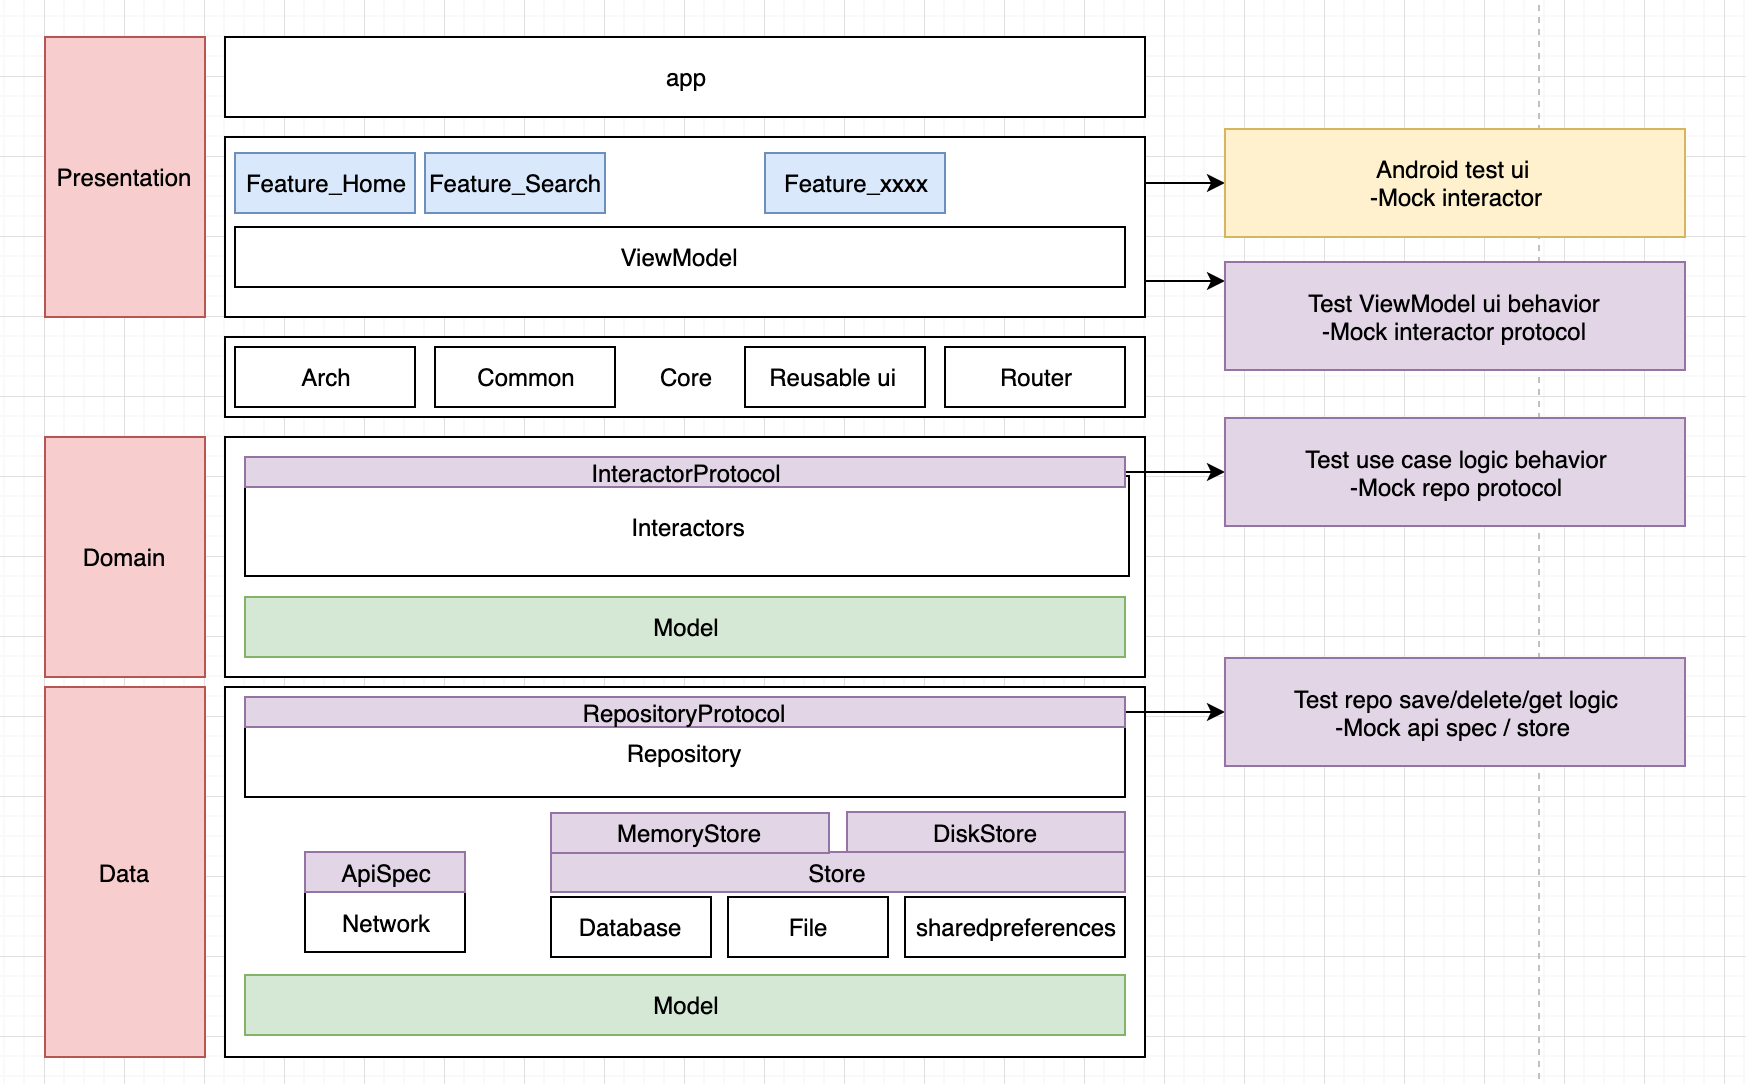 Presentation
app
Feature_Home
Feature_Search
Feature_xxxx
ViewModel
Android test ui
-Mock interactor
Test ViewModel ui behavior
-Mock interactor protocol
Arch
Common
Core
Reusable ui
Router
Domain
InteractorProtocol
Interactors
Model
Test use case logic behavior
-Mock repo protocol
Data
RepositoryProtocol
Repository
Test repo save/delete/get logic
-Mock api spec / store
MemoryStore
DiskStore
ApiSpec
Store
Network
Database
File
sharedpreferences
Model